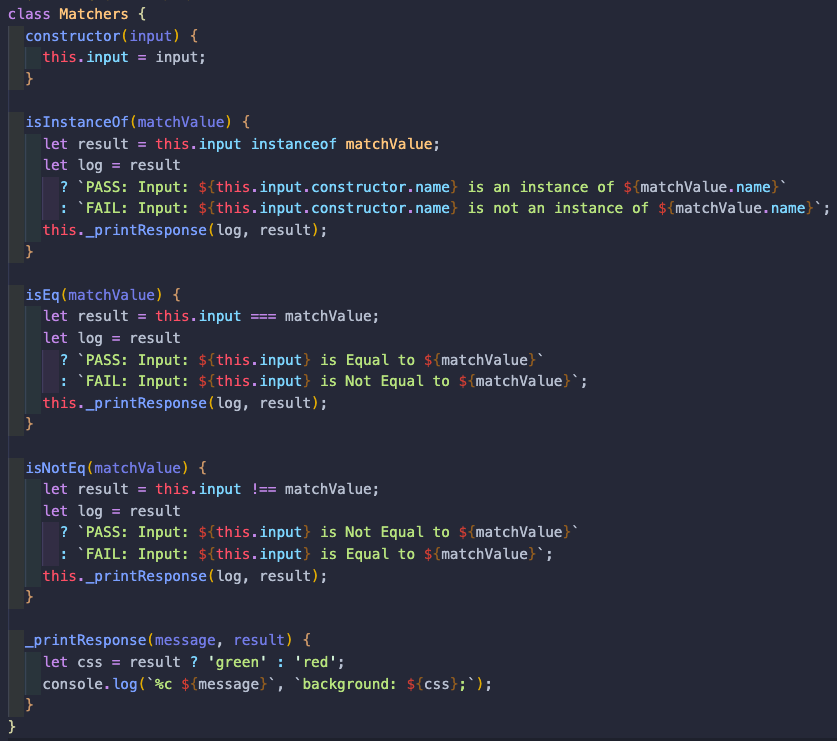 class Matchers {
  constructor(input) {
    this.input = input;
  }

  isInstanceOf(matchValue) {
    let result = this.input instanceof matchValue;
    let log = result
      ? `PASS: Input: ${this.input.constructor.name} is an instance of ${matchValue.name}`
      : `FAIL: Input: ${this.input.constructor.name} is not an instance of ${matchValue.name}`;
    this._printResponse(log, result);
  }

  isEq(matchValue) {
    let result = this.input === matchValue;
    let log = result
      ? `PASS: Input: ${this.input} is Equal to ${matchValue}`
      : `FAIL: Input: ${this.input} is Not Equal to ${matchValue}`;
    this._printResponse(log, result);
  }

  isNotEq(matchValue) {
    let result = this.input !== matchValue;
    let log = result
      ? `PASS: Input: ${this.input} is Not Equal to ${matchValue}`
      : `FAIL: Input: ${this.input} is Equal to ${matchValue}`;
    this._printResponse(log, result);
  }

  _printResponse(message, result) {
    let css = result ? 'green' : 'red';
    console.log(`%c ${message}`, `background: ${css};`);
  }
}